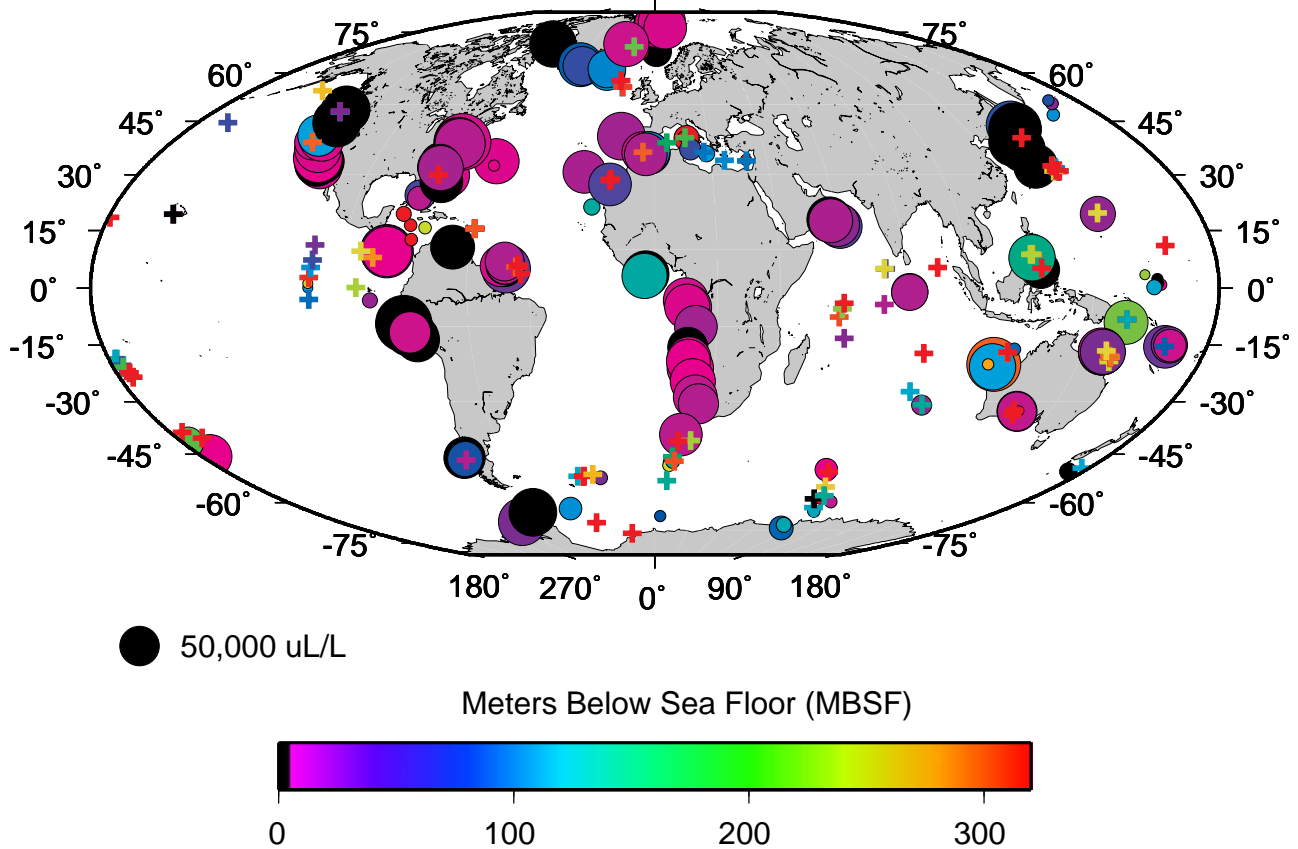 75˚ 75˚
60˚ 60˚
45˚ 45˚
30˚ 30˚
15˚ 15˚
0˚ 0˚
-15˚ -15˚
-30˚ -30˚
-45˚ -45˚
-60˚ -60˚
-75˚ -75˚
180˚ 270˚ 0˚ 90˚ 180˚
50,000 uL/L
Meters Below Sea Floor (MBSF)
0 100 200 300